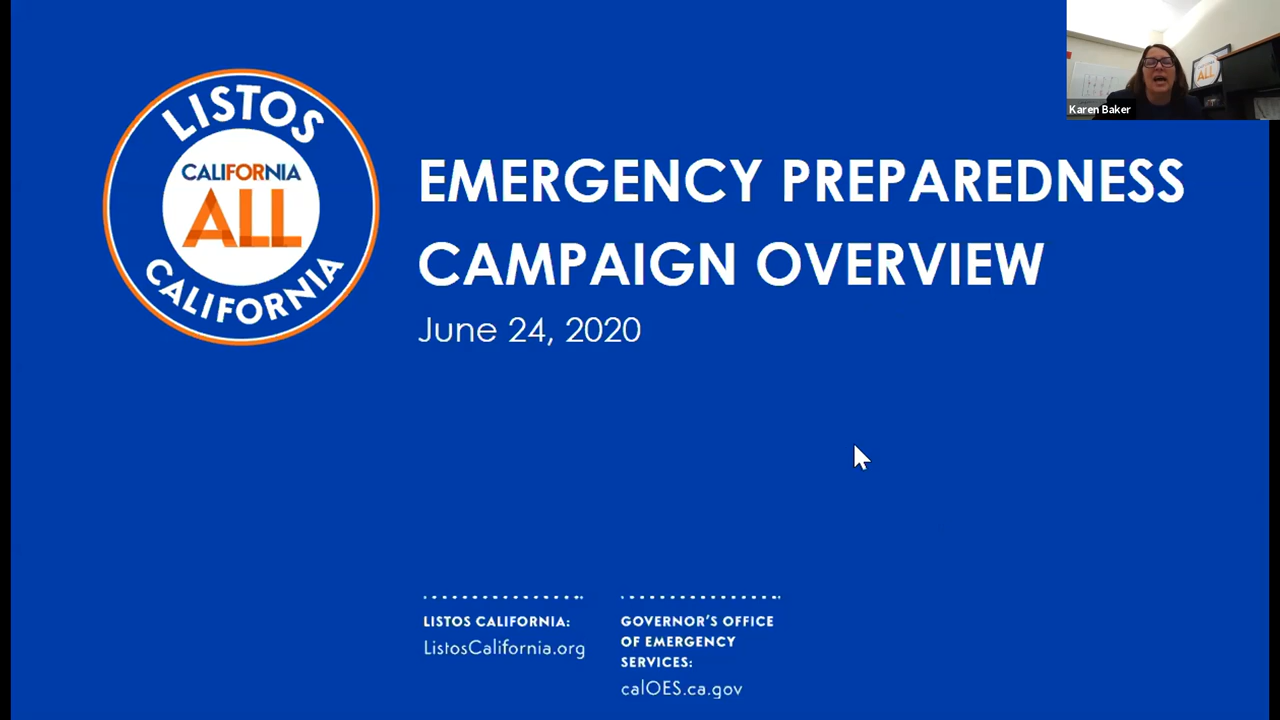 LISTOS
CALIFORNIA
ALL
CALIFORNIA
EMERGENCY PREPAREDNESS
CAMPAIGN OVERVIEW
June 24, 2020
LISTOS CALIFORNIA:
ListosCalifornia.org
GOVERNOR'S OFFICE
OF EMERGENCY
SERVICES:
calOES.ca.gov
Karen Baker
ALL